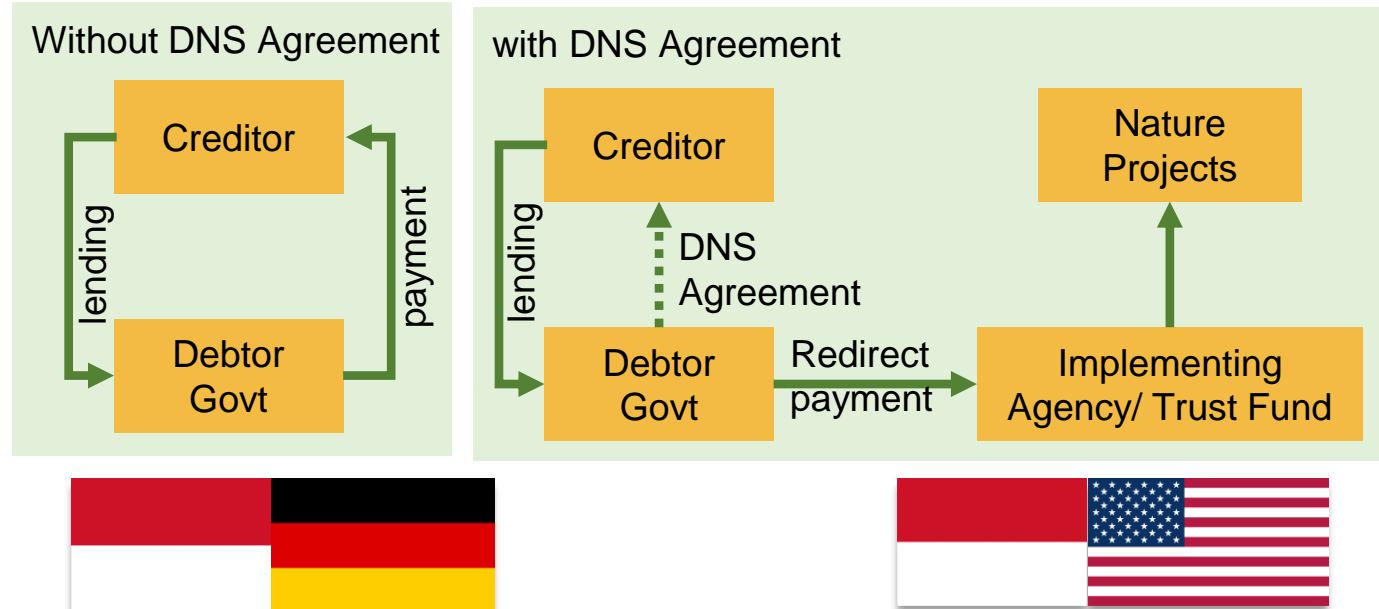 Without DNS Agreement
Creditor
lending
payment
Debtor
Govt
with DNS Agreement
Creditor
lending
DNS
Agreement
Debtor
Govt
Redirect
payment
Nature
Projects
Implementing
Agency/ Trust Fund